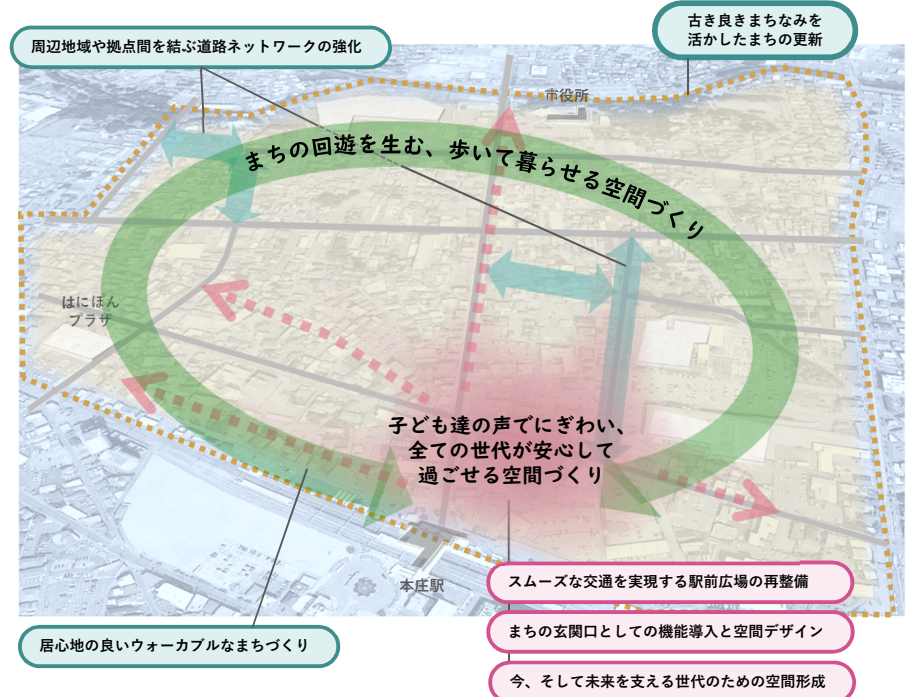 周辺地域や拠点間を結ぶ道路ネットワークの強化
古き良きまちなみを
活かしたまちの更新
市役所
まちの回遊を生む、歩いて暮らせる空間づくり
はにぽん
プラザ
子ども達の声でにぎわい、
全ての世代が安心して
過ごせる空間づくり
本庄駅
スムーズな交通を実現する駅前広場の再整備
まちの玄関口としての機能導入と空間デザイン
居心地の良いウォーカブルなまちづくり
今、そして未来を支える世代のための空間形成